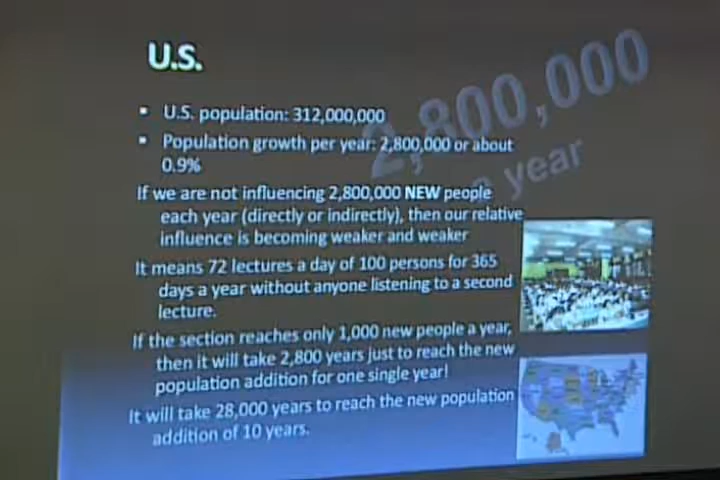 U.S.
2,800,000
a year
▪ U.S. population: 312,000,000
▪ Population growth per year: 2,800,000 or about
0.9%
If we are not influencing 2,800,000 NEW people
each year (directly or indirectly), then our relative
influence is becoming weaker and weaker
It means 72 lectures a day of 100 persons for 365
days a year without anyone listening to a second
lecture.
If the section reaches only 1,000 new people a year,
then it will take 2,800 years just to reach the new
population addition for one single year!
It will take 28,000 years to reach the new population
addition of 10 years.